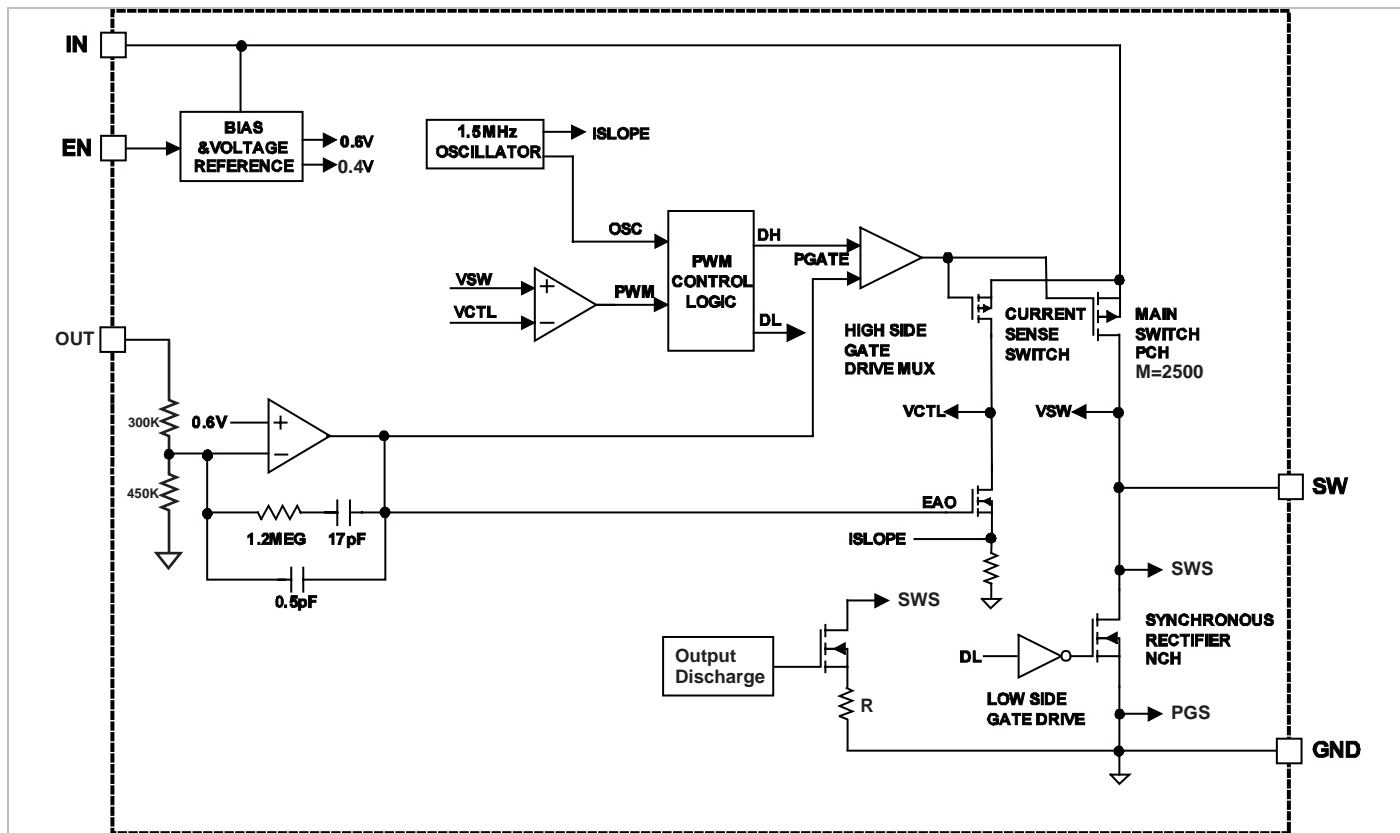 IN
EN
BIAS
&VOLTAGE
REFERENCE
0.6V
0.4V
1.5MHz
OSCILLATOR
ISLOPE
OSC
VSW
VCTL
PWM
PWM
CONTROL
LOGIC
DH
DL
PGATE
HIGH SIDE
GATE
DRIVE MUX
CURRENT
SENSE
SWITCH
MAIN
SWITCH
PCH
M=2500
OUT
300K
0.6V
450K
1.2MEG
17pF
0.5pF
VCTL
VSW
EAO
ISLOPE
SW
SWS
SWS
Output
Discharge
R
DL
SYNCHRONOUS
RECTIFIER
NCH
LOW SIDE
GATE DRIVE
PGS
GND